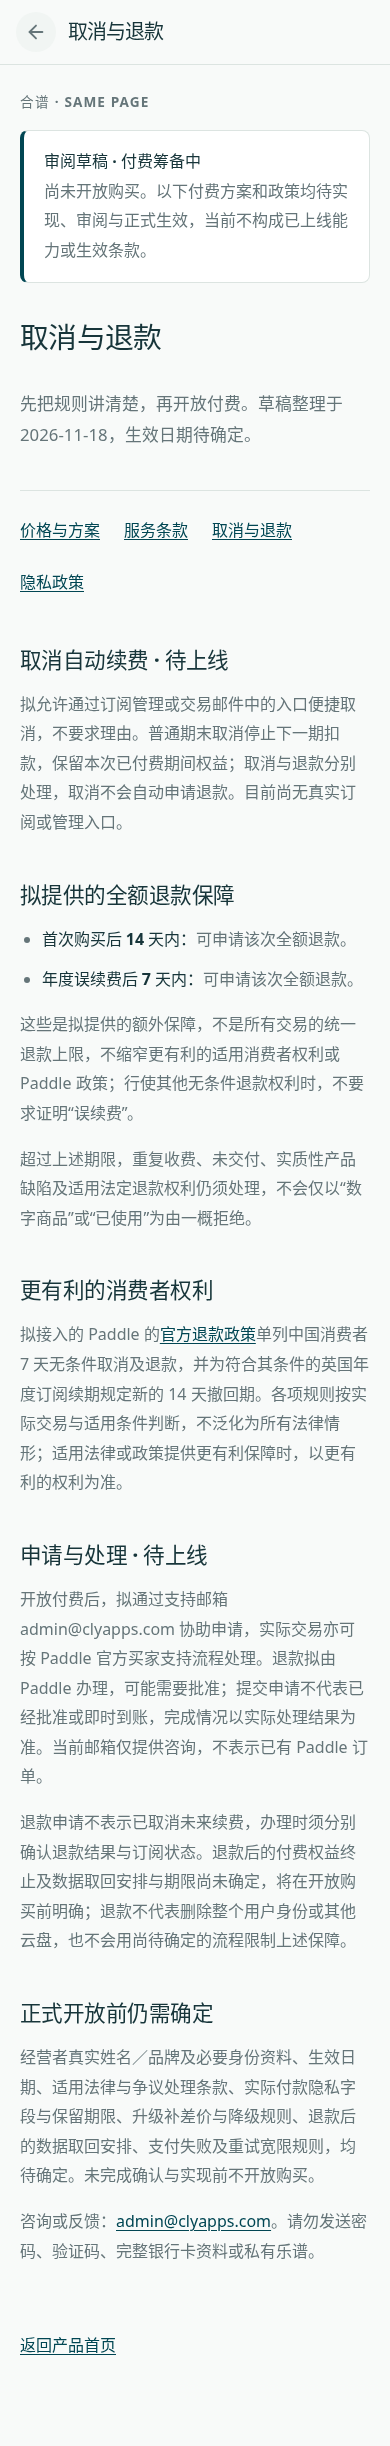 取消与退款
合谱 · SAME PAGE
审阅草稿 · 付费筹备中
尚未开放购买。以下付费方案和政策均待实
现、审阅与正式生效，当前不构成已上线能
力或生效条款。
取消与退款
先把规则讲清楚，再开放付费。草稿整理于
2026-11-18，生效日期待确定。
价格与方案 服务条款 取消与退款
隐私政策
取消自动续费 · 待上线
拟允许通过订阅管理或交易邮件中的入口便捷取
消，不要求理由。普通期末取消停止下一期扣
款，保留本次已付费期间权益；取消与退款分别
处理，取消不会自动申请退款。目前尚无真实订
阅或管理入口。
拟提供的全额退款保障
• 首次购买后 14 天内：可申请该次全额退款。
• 年度误续费后 7 天内：可申请该次全额退款。
这些是拟提供的额外保障，不是所有交易的统一
退款上限，不缩窄更有利的适用消费者权利或
Paddle 政策；行使其他无条件退款权利时，不要
求证明“误续费”。
超过上述期限，重复收费、未交付、实质性产品
缺陷及适用法定退款权利仍须处理，不会仅以“数
字商品”或“已使用”为由一概拒绝。
更有利的消费者权利
拟接入的 Paddle 的官方退款政策单列中国消费者
7 天无条件取消及退款，并为符合其条件的英国年
度订阅续期规定新的 14 天撤回期。各项规则按实
际交易与适用条件判断，不泛化为所有法律情
形；适用法律或政策提供更有利保障时，以更有
利的权利为准。
申请与处理 · 待上线
开放付费后，拟通过支持邮箱
admin@clyapps.com 协助申请，实际交易亦可
按 Paddle 官方买家支持流程处理。退款拟由
Paddle 办理，可能需要批准；提交申请不代表已
经批准或即时到账，完成情况以实际处理结果为
准。当前邮箱仅提供咨询，不表示已有 Paddle 订
单。
退款申请不表示已取消未来续费，办理时须分别
确认退款结果与订阅状态。退款后的付费权益终
止及数据取回安排与期限尚未确定，将在开放购
买前明确；退款不代表删除整个用户身份或其他
云盘，也不会用尚待确定的流程限制上述保障。
正式开放前仍需确定
经营者真实姓名／品牌及必要身份资料、生效日
期、适用法律与争议处理条款、实际付款隐私字
段与保留期限、升级补差价与降级规则、退款后
的数据取回安排、支付失败及重试宽限规则，均
待确定。未完成确认与实现前不开放购买。
咨询或反馈：admin@clyapps.com。请勿发送密
码、验证码、完整银行卡资料或私有乐谱。
返回产品首页